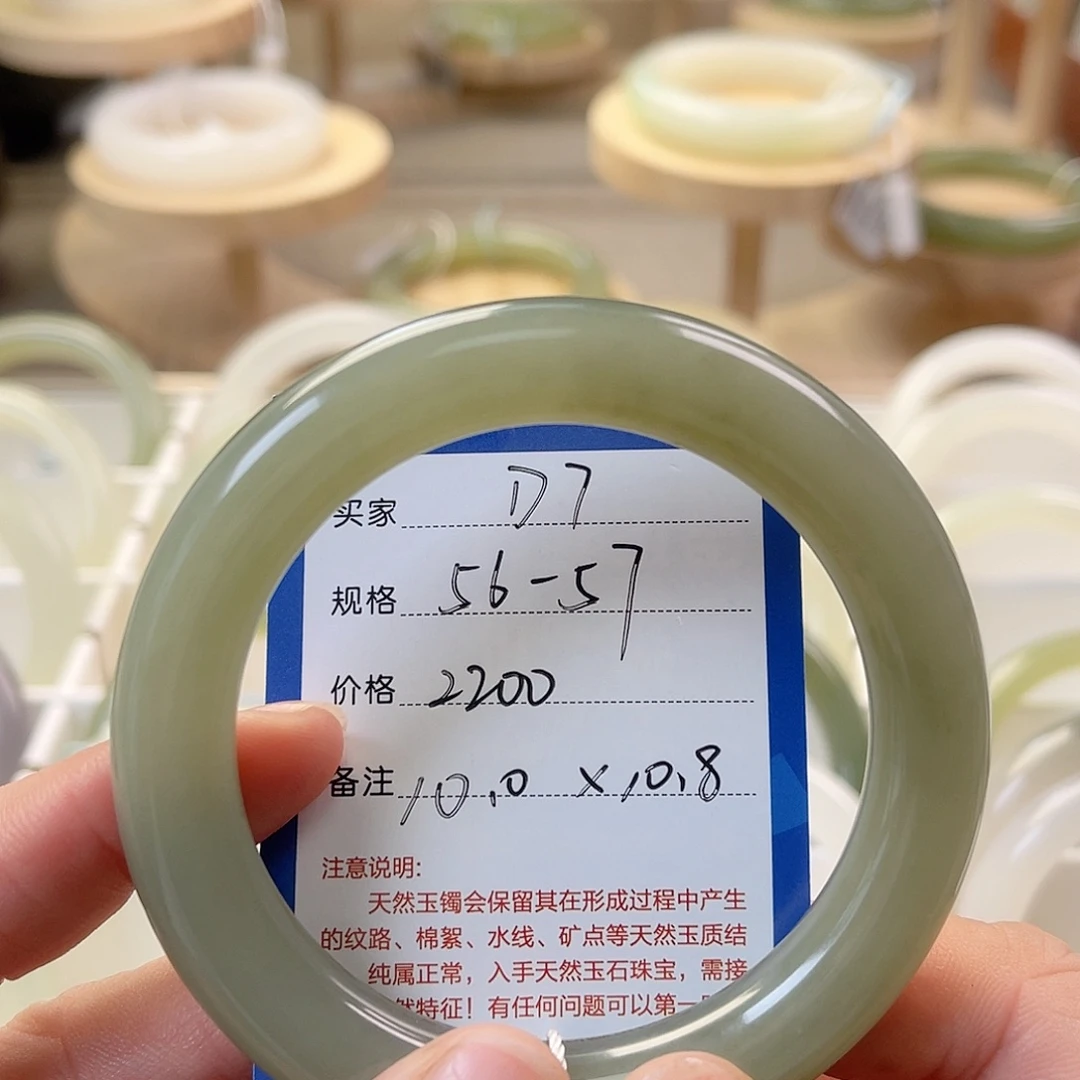 买家 D7
规格 56-57
价格 2200
备注 10.0 × 10.8
注意说明:
天然玉镯会保留其在形成过程中产生
的纹路、棉絮、水线、矿点等天然玉质结
纯属正常，入手天然玉石珠宝，需接
然特征！有任何问题可以第一